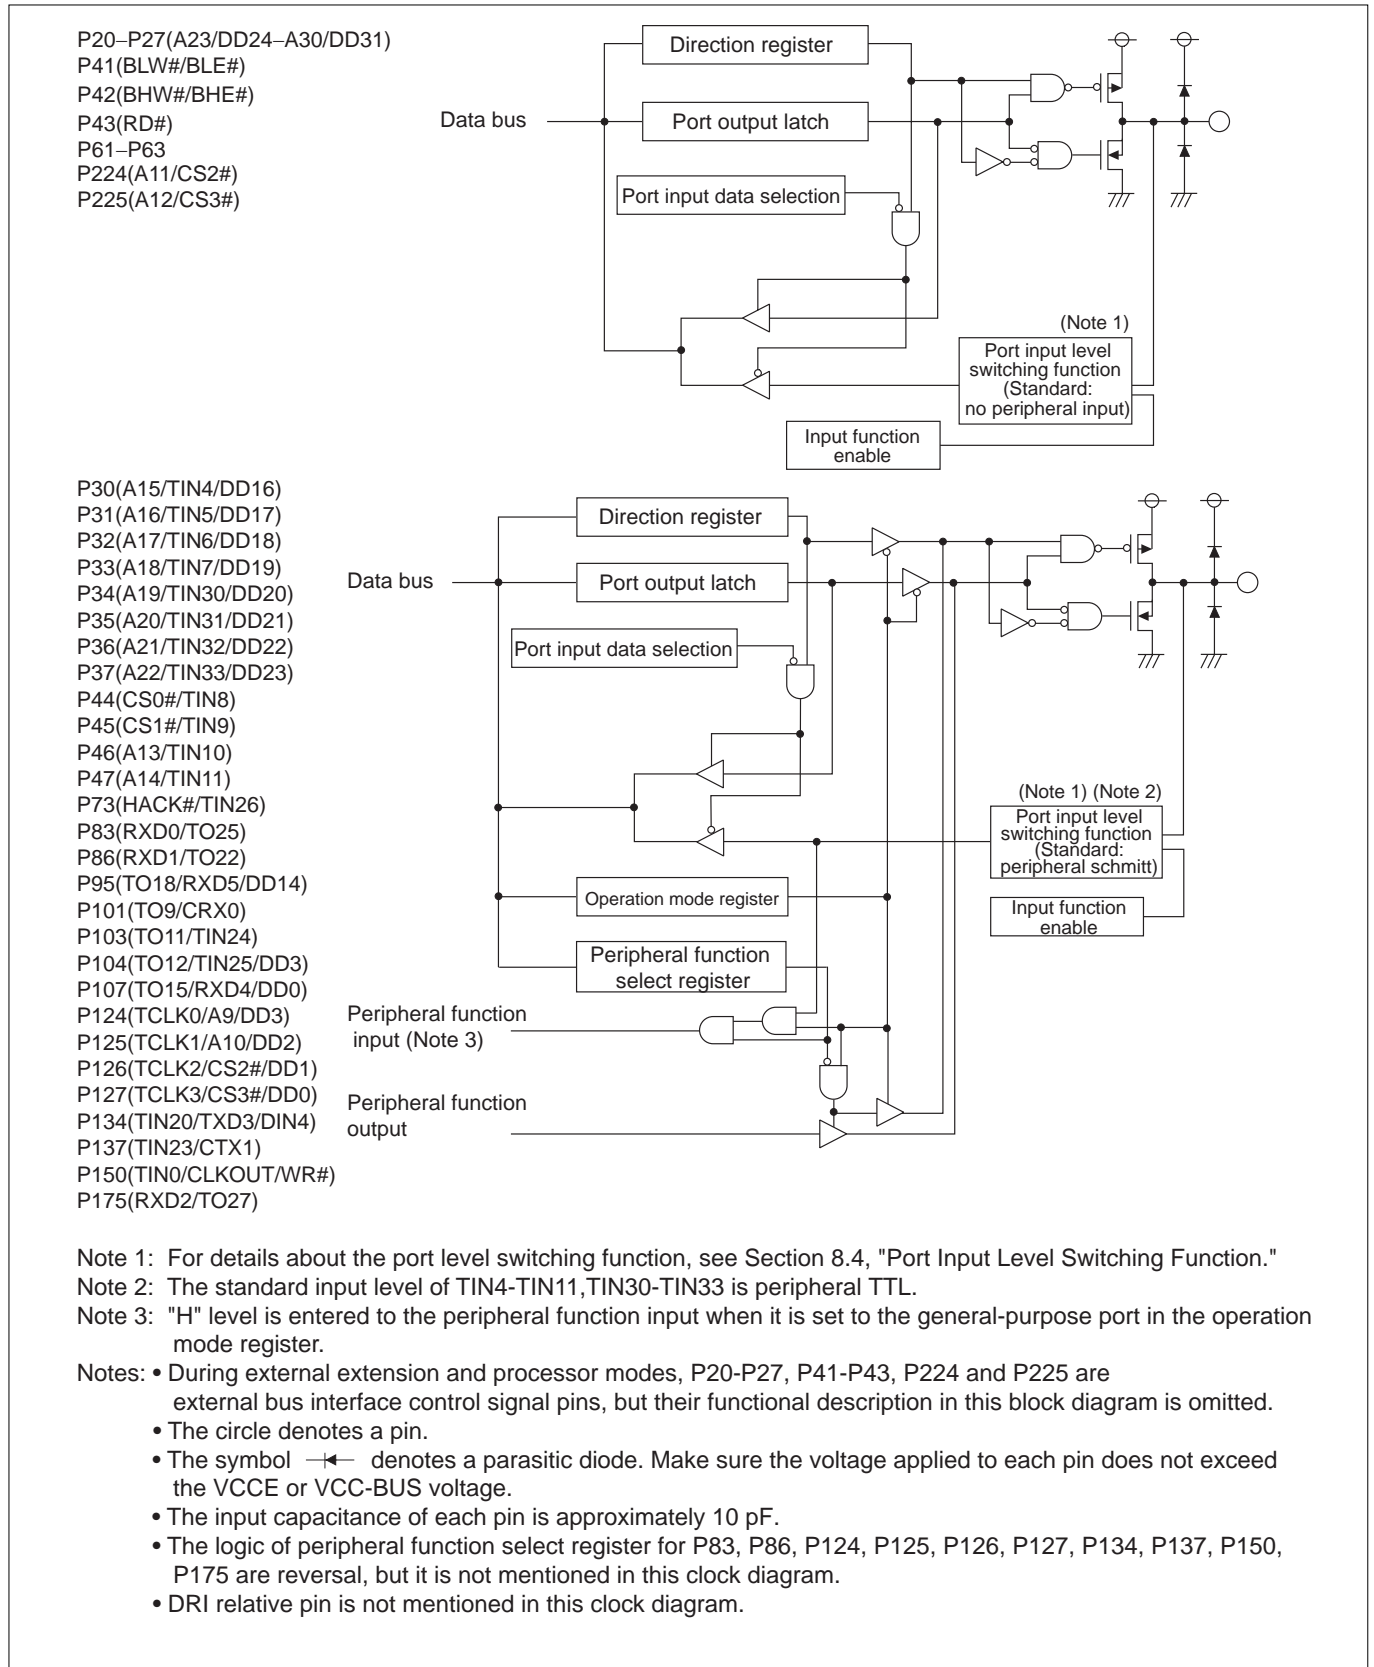 P20–P27(A23/DD24–A30/DD31)
P41(BLW#/BLE#)
P42(BHW#/BHE#)
P43(RD#)
P61–P63
P224(A11/CS2#)
P225(A12/CS3#)
Data bus
Direction register
Port output latch
Port input data selection
(Note 1)
Port input level
switching function
(Standard:
no peripheral input)
Input function
enable
P30(A15/TIN4/DD16)
P31(A16/TIN5/DD17)
P32(A17/TIN6/DD18)
P33(A18/TIN7/DD19)
P34(A19/TIN30/DD20)
P35(A20/TIN31/DD21)
P36(A21/TIN32/DD22)
P37(A22/TIN33/DD23)
P44(CS0#/TIN8)
P45(CS1#/TIN9)
P46(A13/TIN10)
P47(A14/TIN11)
P73(HACK#/TIN26)
P83(RXD0/TO25)
P86(RXD1/TO22)
P95(TO18/RXD5/DD14)
P101(TO9/CRX0)
P103(TO11/TIN24)
P104(TO12/TIN25/DD3)
P107(TO15/RXD4/DD0)
P124(TCLK0/A9/DD3)
P125(TCLK1/A10/DD2)
P126(TCLK2/CS2#/DD1)
P127(TCLK3/CS3#/DD0)
P134(TIN20/TXD3/DIN4)
P137(TIN23/CTX1)
P150(TIN0/CLKOUT/WR#)
P175(RXD2/TO27)
Data bus
Direction register
Port output latch
Port input data selection
(Note 1) (Note 2)
Port input level
switching function
(Standard:
peripheral schmitt)
Input function
enable
Operation mode register
Peripheral function
select register
Peripheral function
input (Note 3)
Peripheral function
output
Note 1: For details about the port level switching function, see Section 8.4, "Port Input Level Switching Function."
Note 2: The standard input level of TIN4-TIN11,TIN30-TIN33 is peripheral TTL.
Note 3: "H" level is entered to the peripheral function input when it is set to the general-purpose port in the operation
mode register.
Notes: • During external extension and processor modes, P20-P27, P41-P43, P224 and P225 are
external bus interface control signal pins, but their functional description in this block diagram is omitted.
• The circle denotes a pin.
• The symbol denotes a parasitic diode. Make sure the voltage applied to each pin does not exceed
the VCCE or VCC-BUS voltage.
• The input capacitance of each pin is approximately 10 pF.
• The logic of peripheral function select register for P83, P86, P124, P125, P126, P127, P134, P137, P150,
P175 are reversal, but it is not mentioned in this clock diagram.
• DRI relative pin is not mentioned in this clock diagram.